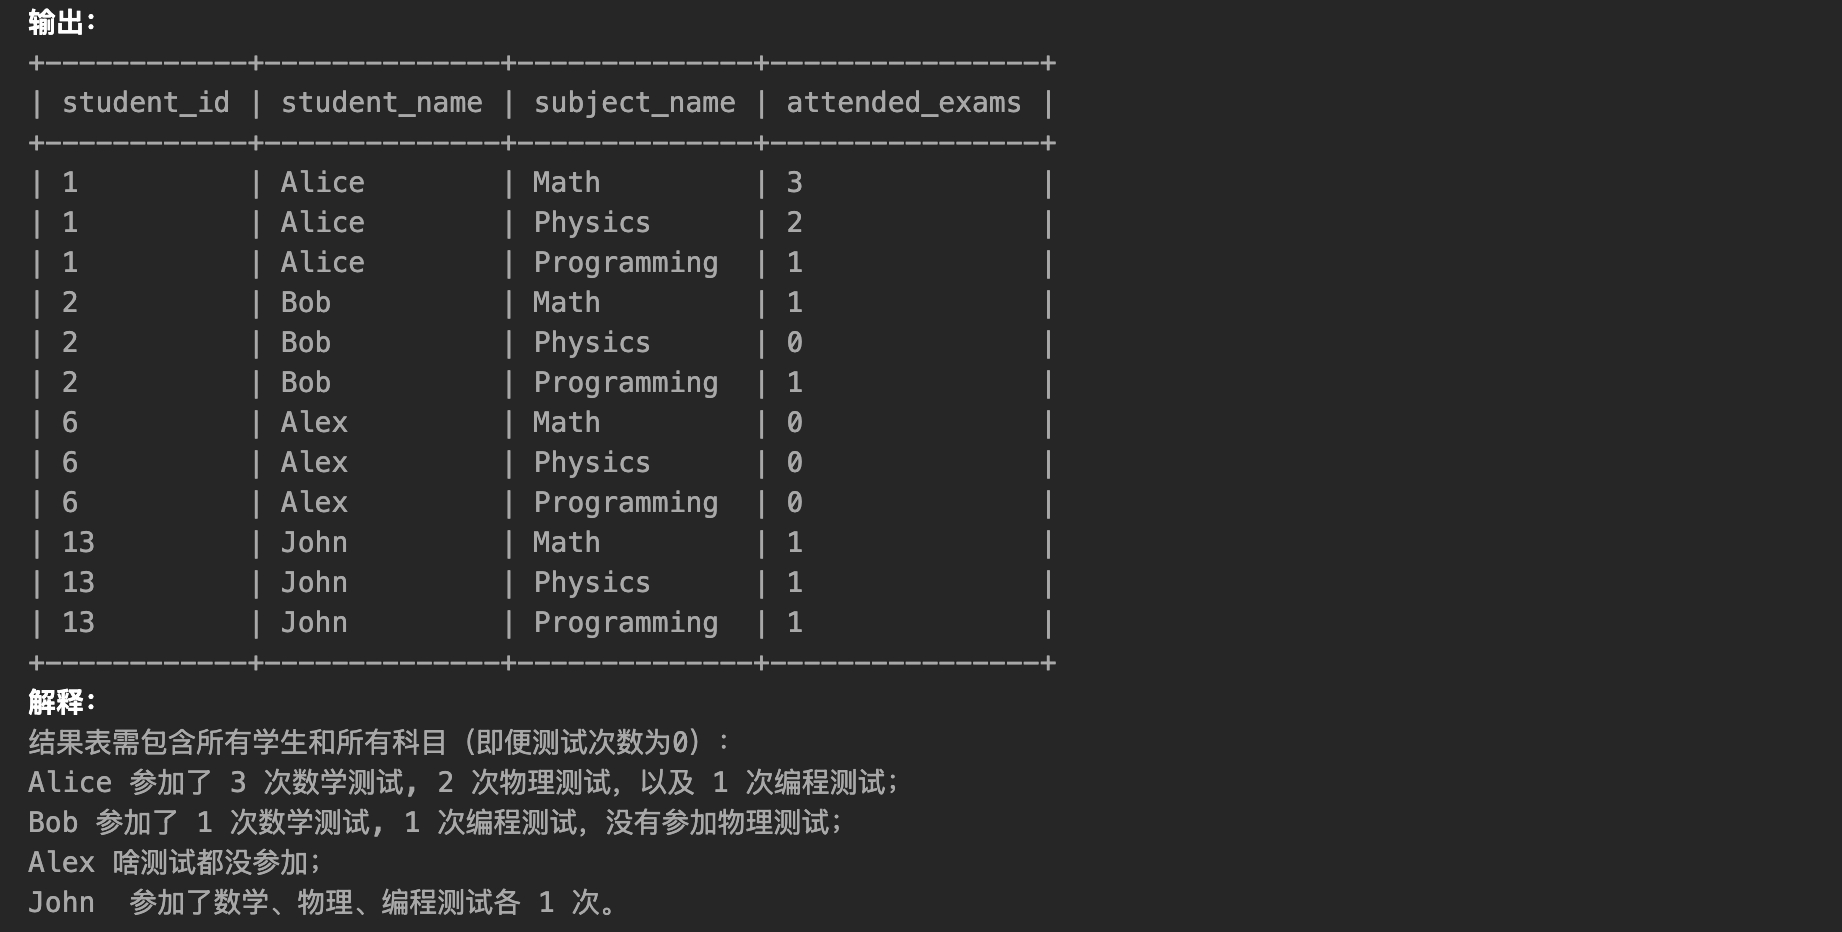 输出:
+------------+--------------+--------------+----------------+
| student_id | student_name | subject_name | attended_exams |
+------------+--------------+--------------+----------------+
| 1          | Alice        | Math         | 3              |
| 1          | Alice        | Physics      | 2              |
| 1          | Alice        | Programming  | 1              |
| 2          | Bob          | Math         | 1              |
| 2          | Bob          | Physics      | 0              |
| 2          | Bob          | Programming  | 1              |
| 6          | Alex         | Math         | 0              |
| 6          | Alex         | Physics      | 0              |
| 6          | Alex         | Programming  | 0              |
| 13         | John         | Math         | 1              |
| 13         | John         | Physics      | 1              |
| 13         | John         | Programming  | 1              |
+------------+--------------+--------------+----------------+
解释:
结果表需包含所有学生和所有科目（即便测试次数为0）:
Alice 参加了 3 次数学测试, 2 次物理测试，以及 1 次编程测试;
Bob 参加了 1 次数学测试, 1 次编程测试，没有参加物理测试;
Alex 啥测试都没参加;
John  参加了数学、物理、编程测试各 1 次。